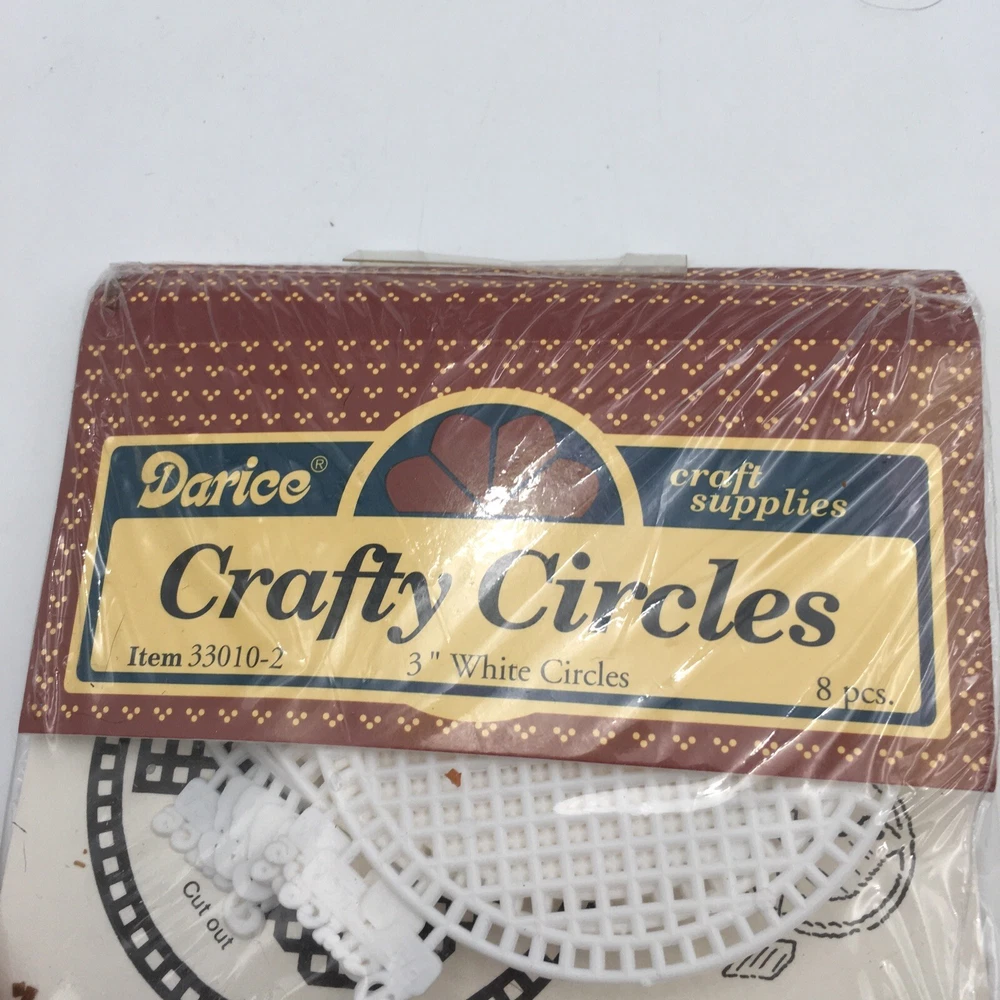 Darice®
craft
supplies
Crafty Circles
Item 33010-2
3" White Circles
8 pcs.
Cut out